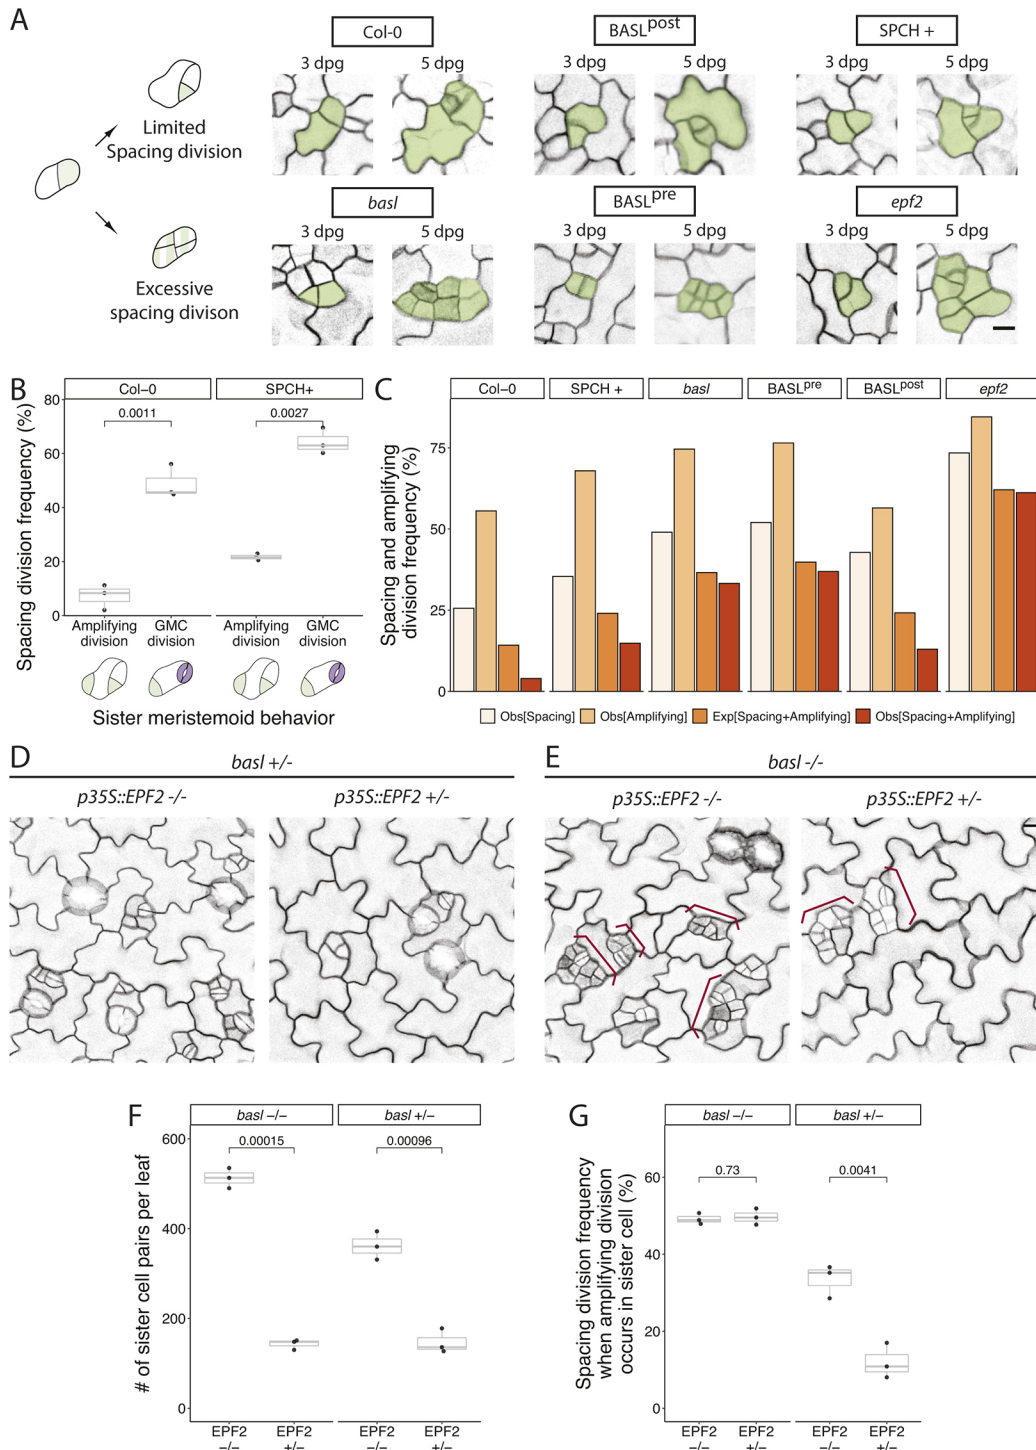 A
Col-0
BASLpost
SPCH +
3 dpg
5 dpg
3 dpg
5 dpg
3 dpg
5 dpg
Limited
Spacing division
basl
BASLpre
epf2
3 dpg
5 dpg
3 dpg
5 dpg
3 dpg
5 dpg
Excessive
spacing divison
B
Col–0
SPCH+
Spacing division frequency (%)
80
60
40
20
0
0.0011
0.0027
Amplifying
division
GMC
division
Amplifying
division
GMC
division
Sister meristemoid behavior
C
Col–0
SPCH +
basl
BASLpre
BASLpost
epf2
Spacing and amplifying
division frequency (%)
75
50
25
0
Obs[Spacing]
Obs[Amplifying]
Exp[Spacing+Amplifying]
Obs[Spacing+Amplifying]
D
basl +/-
p35S::EPF2 -/-
p35S::EPF2 +/-
E
basl -/-
p35S::EPF2 -/-
p35S::EPF2 +/-
F
basl –/–
basl +/–
# of sister cell pairs per leaf
600
400
200
0
0.00015
0.00096
EPF2
–/–
EPF2
+/–
EPF2
–/–
EPF2
+/–
G
basl –/–
basl +/–
Spacing division frequency
when amplifying division
occurs in sister cell (%)
60
40
20
0
0.73
0.0041
EPF2
–/–
EPF2
+/–
EPF2
–/–
EPF2
+/–